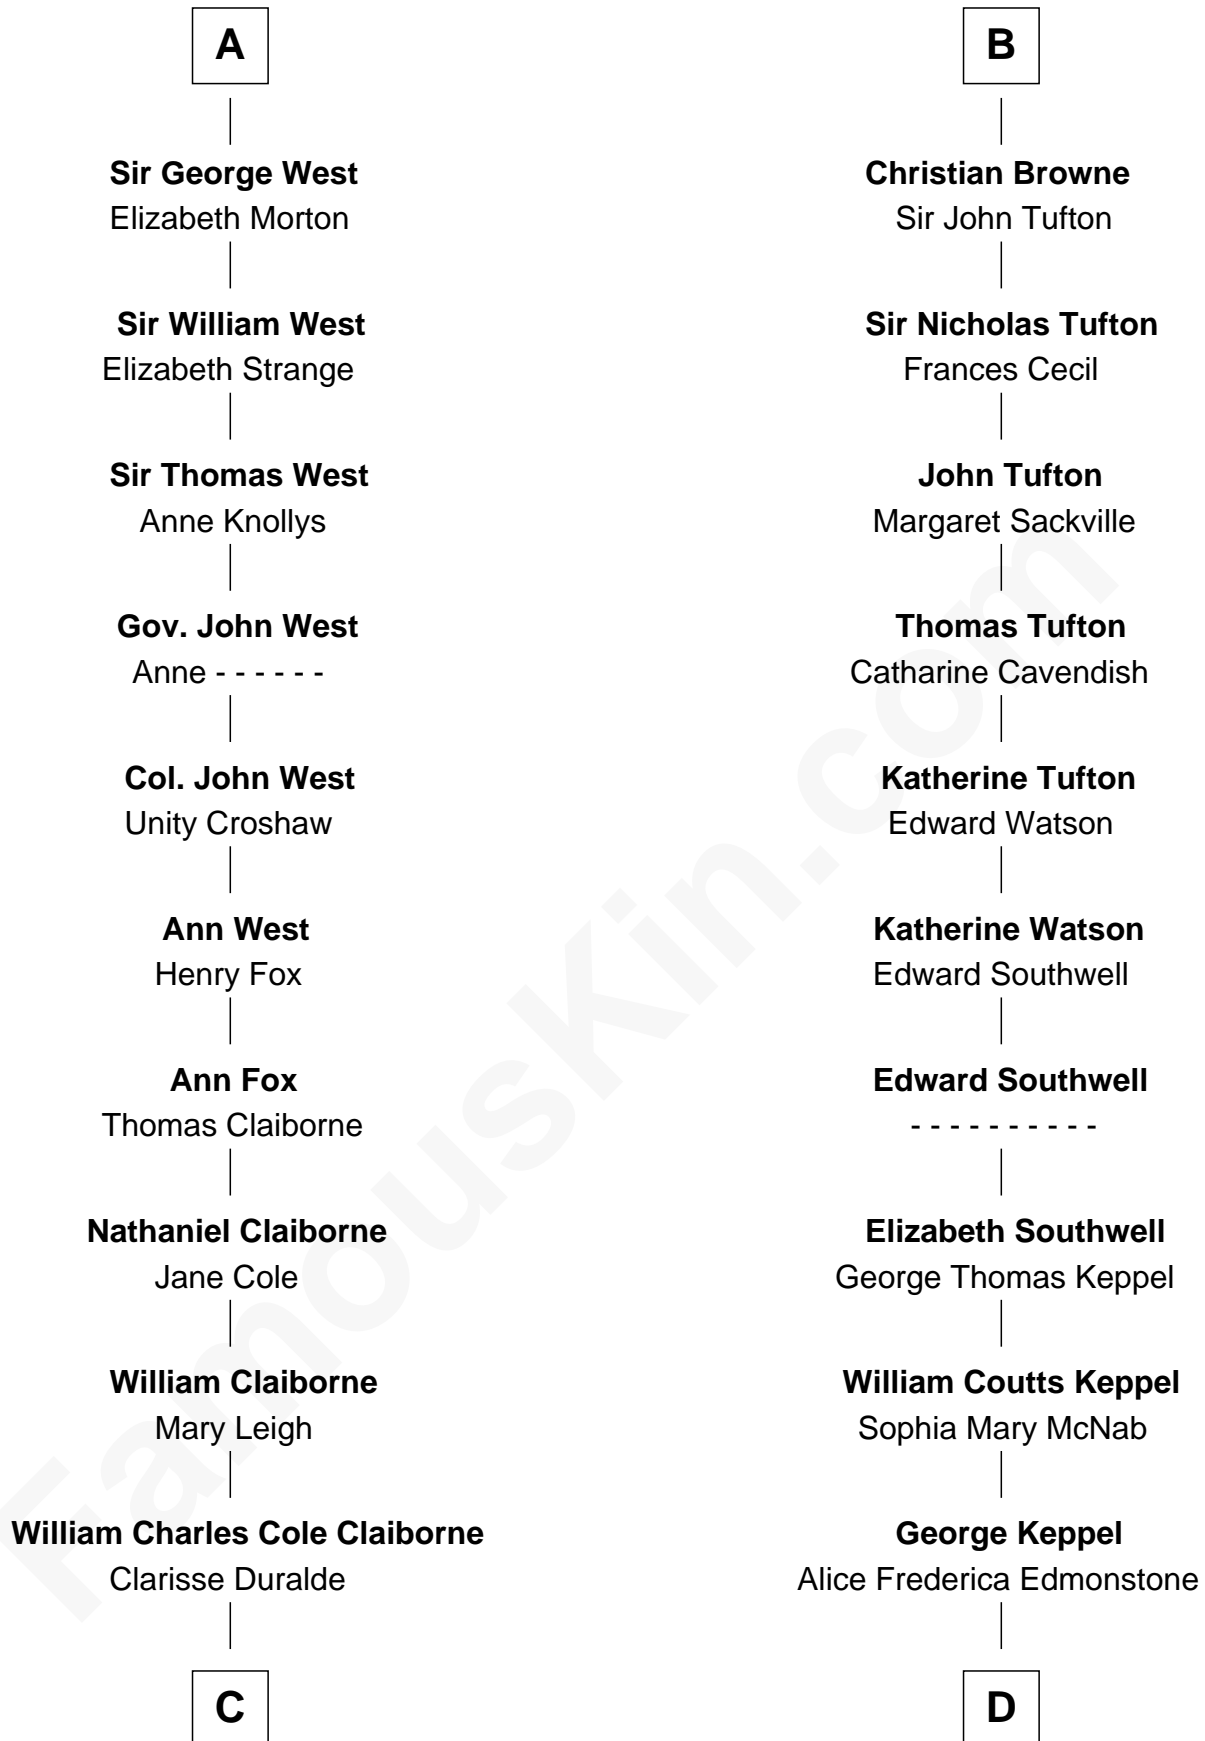 A
Sir George West
Elizabeth Morton
Sir William West
Elizabeth Strange
Sir Thomas West
Anne Knollys
Gov. John West
Anne - - - - - -
Col. John West
Unity Croshaw
Ann West
Henry Fox
Ann Fox
Thomas Claiborne
Nathaniel Claiborne
Jane Cole
William Claiborne
Mary Leigh
William Charles Cole Claiborne
Clarisse Duralde
C
B
Christian Browne
Sir John Tufton
Sir Nicholas Tufton
Frances Cecil
John Tufton
Margaret Sackville
Thomas Tufton
Catharine Cavendish
Katherine Tufton
Edward Watson
Katherine Watson
Edward Southwell
Edward Southwell
- - - - - - - - - -
Elizabeth Southwell
George Thomas Keppel
William Coutts Keppel
Sophia Mary McNab
George Keppel
Alice Frederica Edmonstone
D
FamousKin.com